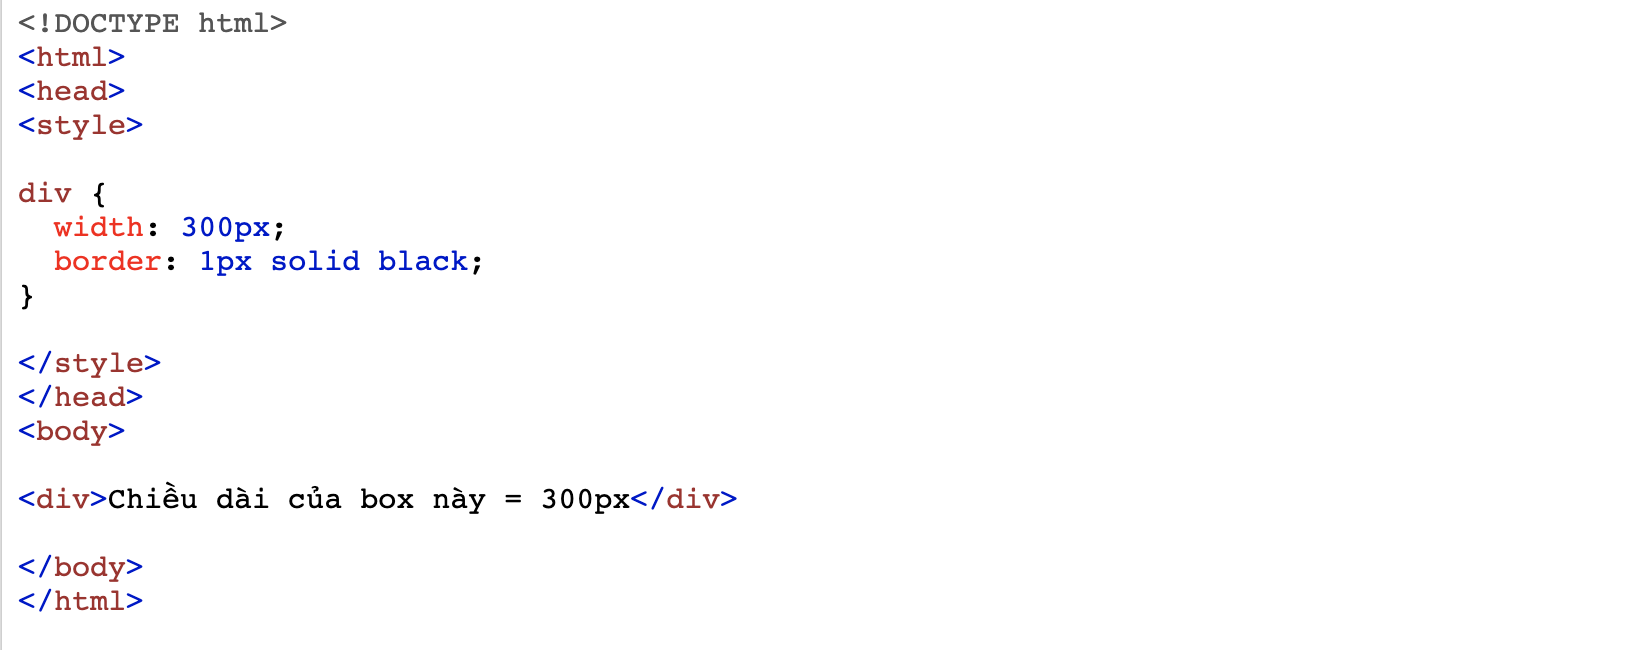 <!DOCTYPE html>
<html>
<head>
<style>
div {
  width: 300px;
  border: 1px solid black;
}
</style>
</head>
<body>
<div>Chiều dài của box này = 300px</div>
</body>
</html>